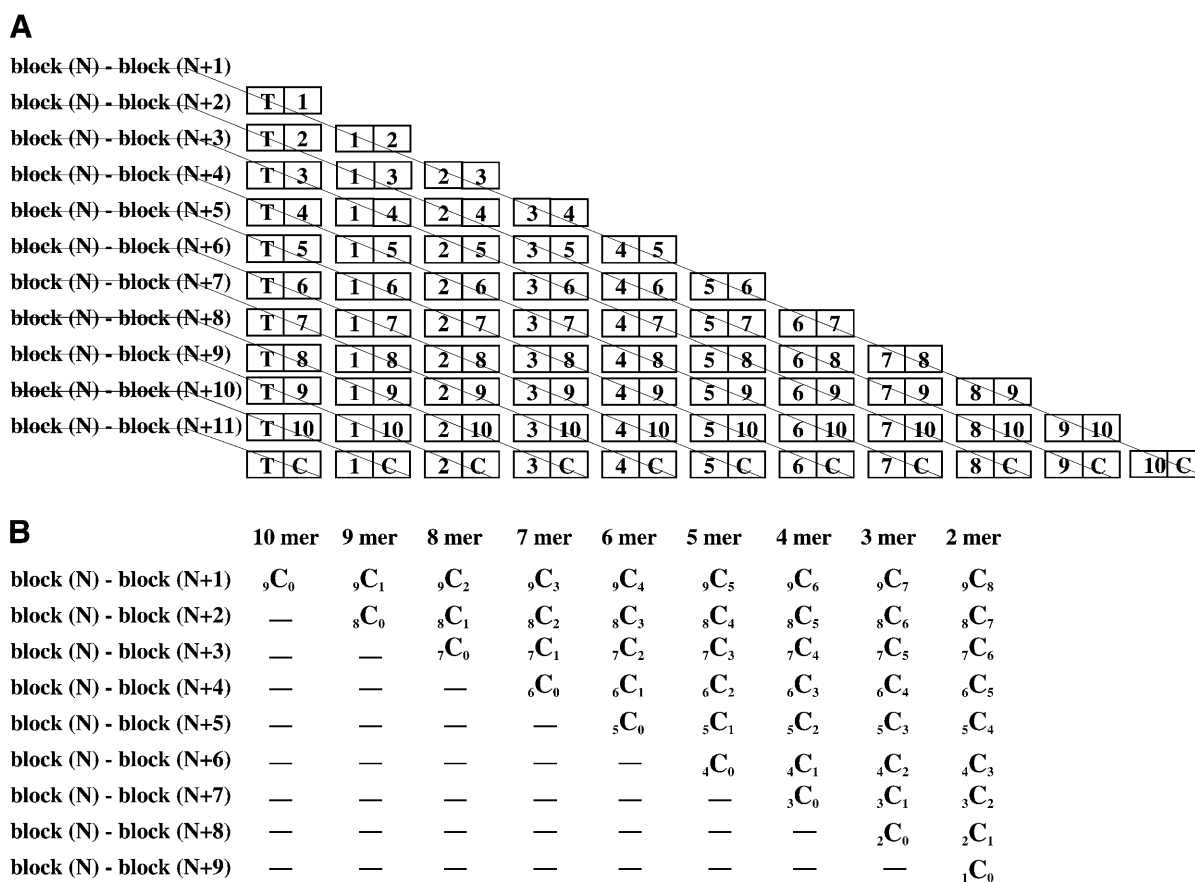 A
block (N) - block (N+1)
block (N) - block (N+2) T 1
block (N) - block (N+3) T 2 1 2
block (N) - block (N+4) T 3 1 3 2 3
block (N) - block (N+5) T 4 1 4 2 4 3 4
block (N) - block (N+6) T 5 1 5 2 5 3 5 4 5
block (N) - block (N+7) T 6 1 6 2 6 3 6 4 6 5 6
block (N) - block (N+8) T 7 1 7 2 7 3 7 4 7 5 7 6 7
block (N) - block (N+9) T 8 1 8 2 8 3 8 4 8 5 8 6 8 7 8
block (N) - block (N+10) T 9 1 9 2 9 3 9 4 9 5 9 6 9 7 9 8 9
block (N) - block (N+11) T 10 1 10 2 10 3 10 4 10 5 10 6 10 7 10 8 10 9 10
T C 1 C 2 C 3 C 4 C 5 C 6 C 7 C 8 C 9 C 10 C
B 10 mer 9 mer 8 mer 7 mer 6 mer 5 mer 4 mer 3 mer 2 mer
block (N) - block (N+1) ₉C₀ ₉C₁ ₉C₂ ₉C₃ ₉C₄ ₉C₅ ₉C₆ ₉C₇ ₉C₈
block (N) - block (N+2) — ₈C₀ ₈C₁ ₈C₂ ₈C₃ ₈C₄ ₈C₅ ₈C₆ ₈C₇
block (N) - block (N+3) — — ₇C₀ ₇C₁ ₇C₂ ₇C₃ ₇C₄ ₇C₅ ₇C₆
block (N) - block (N+4) — — — ₆C₀ ₆C₁ ₆C₂ ₆C₃ ₆C₄ ₆C₅
block (N) - block (N+5) — — — — ₅C₀ ₅C₁ ₅C₂ ₅C₃ ₅C₄
block (N) - block (N+6) — — — — — ₄C₀ ₄C₁ ₄C₂ ₄C₃
block (N) - block (N+7) — — — — — — ₃C₀ ₃C₁ ₃C₂
block (N) - block (N+8) — — — — — — — ₂C₀ ₂C₁
block (N) - block (N+9) — — — — — — — — ₁C₀